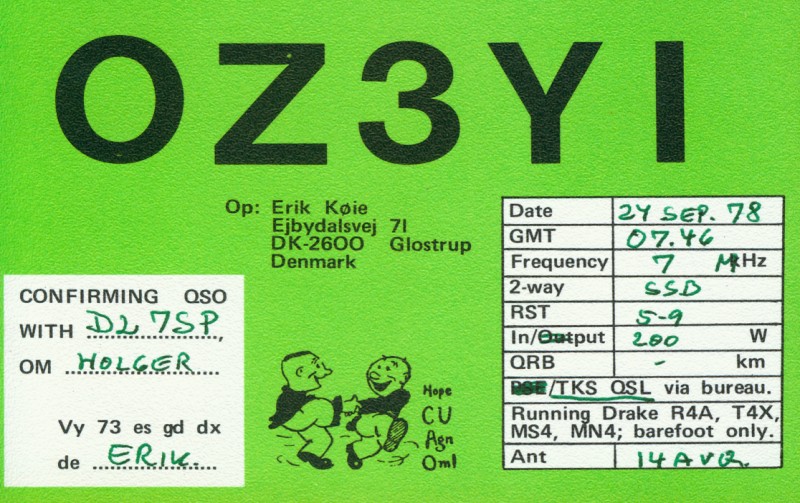 OZ3YI
Op: Erik Køie
Ejbydalsvej 71
DK-2600 Glostrup
Denmark
CONFIRMING QSO
WITH DL7SP,
OM HOLGER
Vy 73 es gd dx
de ERIK.
Hope
CU
Agn
Om!
Date 24 SEP. 78
GMT 07.46
Frequency 7 MHz
2-way SSB
RST 5-9
In/Output 200 W
QRB - km
PSE/TKS QSL via bureau.
Running Drake R4A, T4X,
MS4, MN4; barefoot only.
Ant 14AVQ.